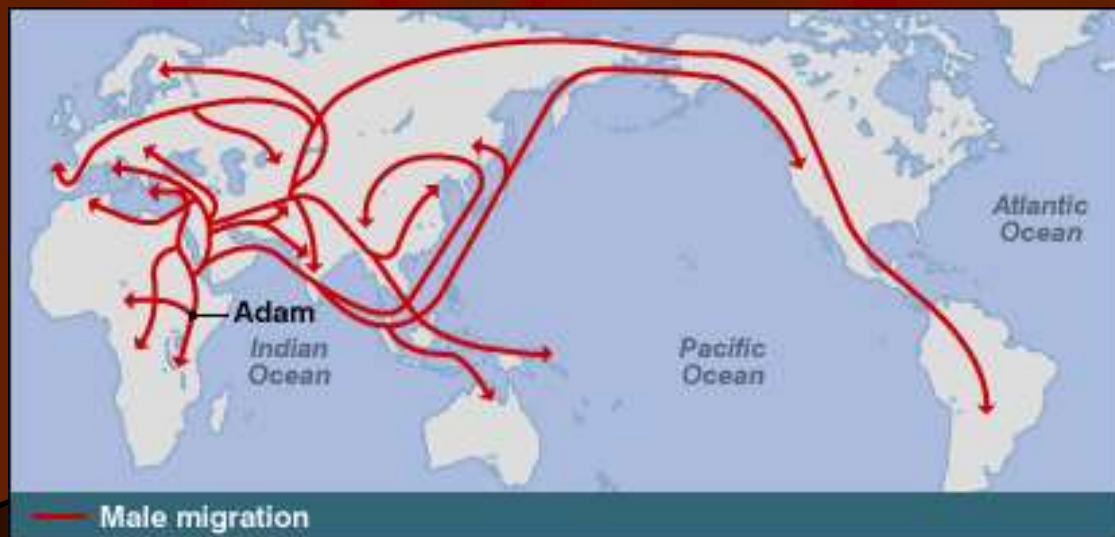 Atlantic
Ocean
Adam
Indian
Ocean
Pacific
Ocean
Male migration